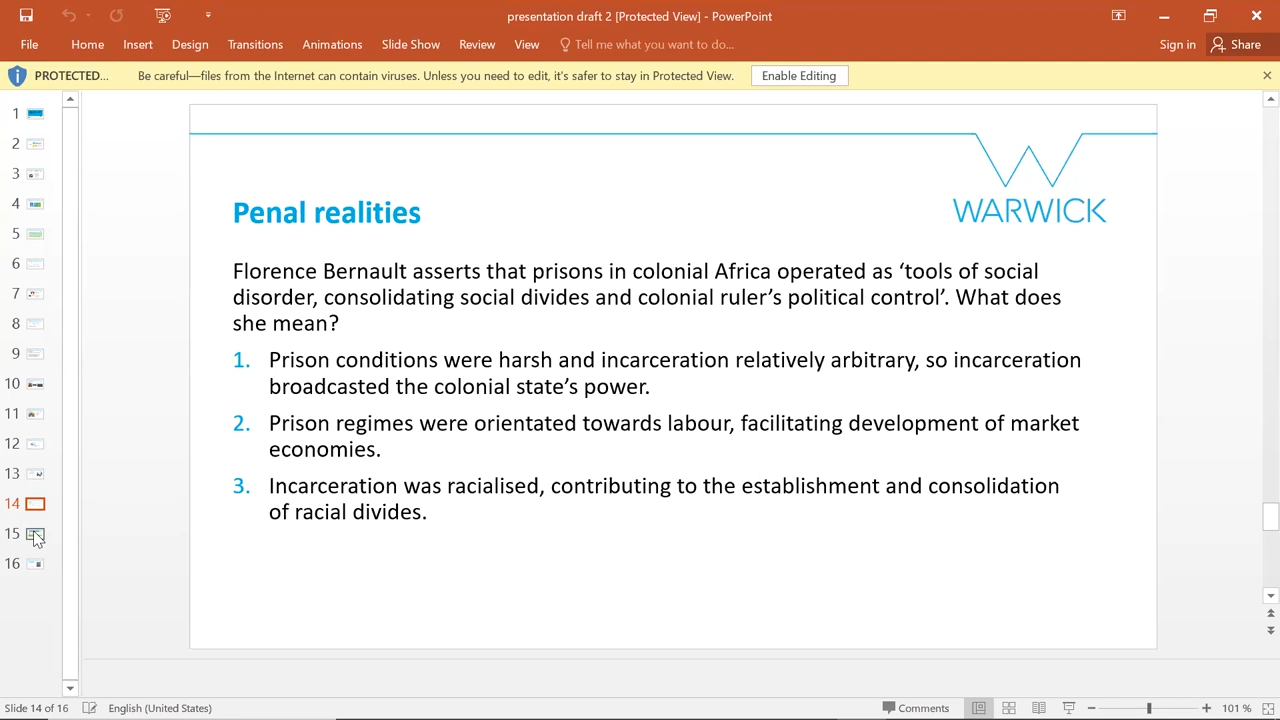 presentation draft 2 [Protected View] - PowerPoint
File Home Insert Design Transitions Animations Slide Show Review View Tell me what you want to do... Sign in Share
PROTECTED... Be careful—files from the Internet can contain viruses. Unless you need to edit, it's safer to stay in Protected View. Enable Editing
1
2
3
4
5
6
7
8
9
10
11
12
13
14
15
16
WARWICK
Penal realities
Florence Bernault asserts that prisons in colonial Africa operated as ‘tools of social
disorder, consolidating social divides and colonial ruler’s political control’. What does
she mean?
1. Prison conditions were harsh and incarceration relatively arbitrary, so incarceration
broadcasted the colonial state’s power.
2. Prison regimes were orientated towards labour, facilitating development of market
economies.
3. Incarceration was racialised, contributing to the establishment and consolidation
of racial divides.
Slide 14 of 16 English (United States) Comments 101 %